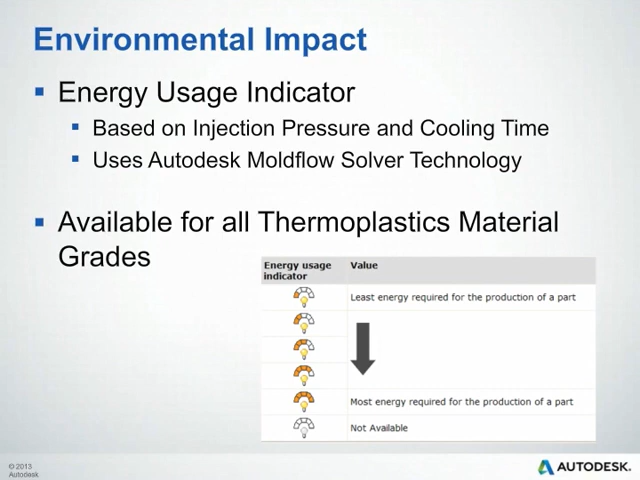 Environmental Impact
Energy Usage Indicator
Based on Injection Pressure and Cooling Time
Uses Autodesk Moldflow Solver Technology
Available for all Thermoplastics Material
Grades
Energy usage
indicator
Value
Least energy required for the production of a part
Most energy required for the production of a part
Not Available
© 2013
Autodesk
AUTODESK.